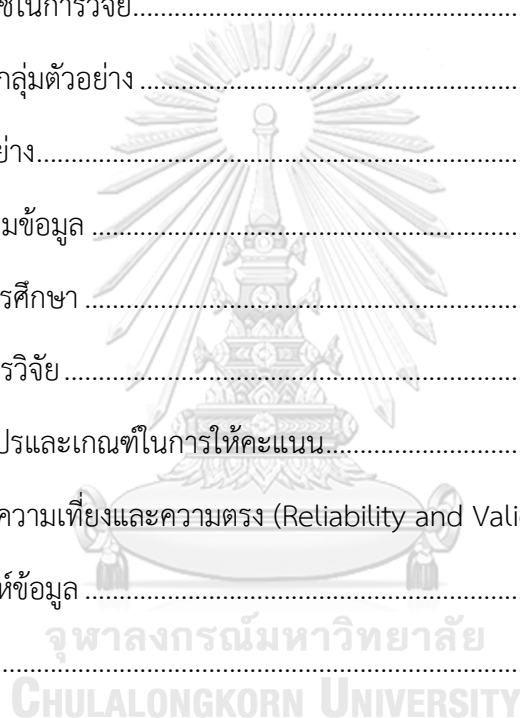 ชในการวิจัย
กลุ่มตัวอย่าง
ย่าง
มข้อมูล
รศึกษา
รวิจัย
ปรและเกณฑ์ในการให้คะแนน
ความเที่ยงและความตรง (Reliability and Valid
ห์ข้อมูล
จุฬาลงกรณ์มหาวิทยาลัย
CHULALONGKORN UNIVERSITY